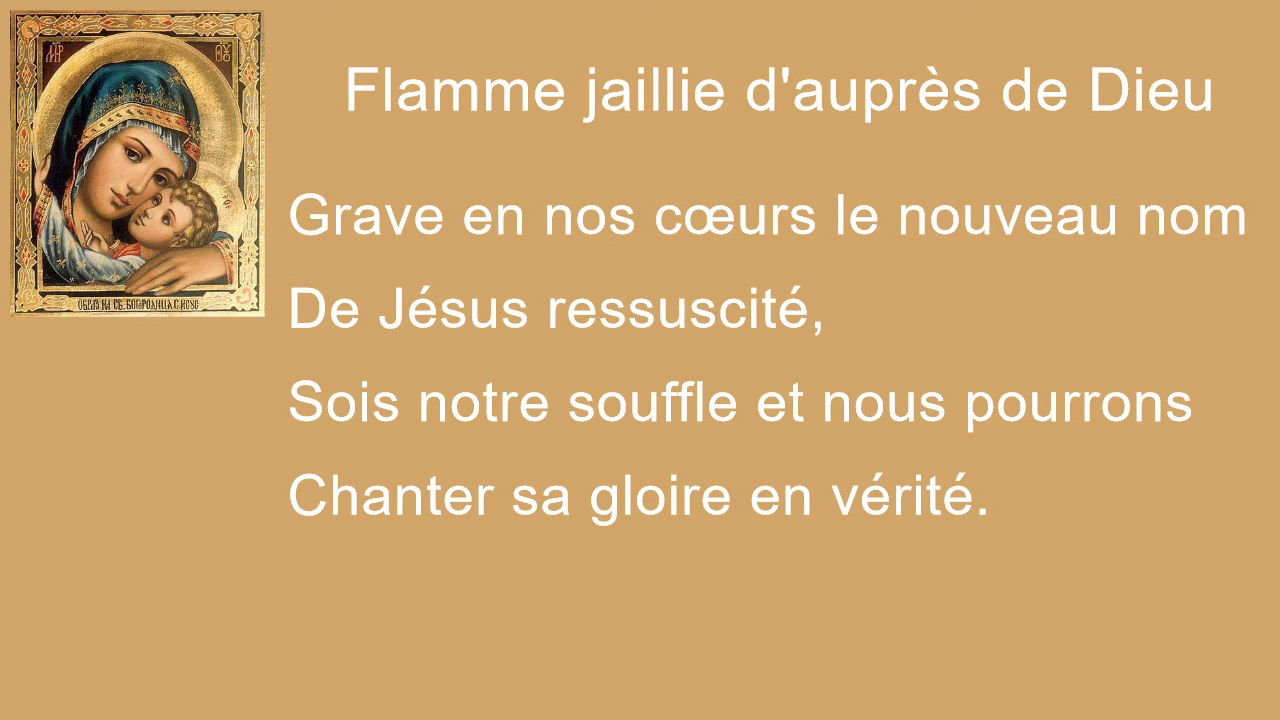 Flamme jaillie d'auprès de Dieu
Grave en nos cœurs le nouveau nom
De Jésus ressuscité,
Sois notre souffle et nous pourrons
Chanter sa gloire en vérité.